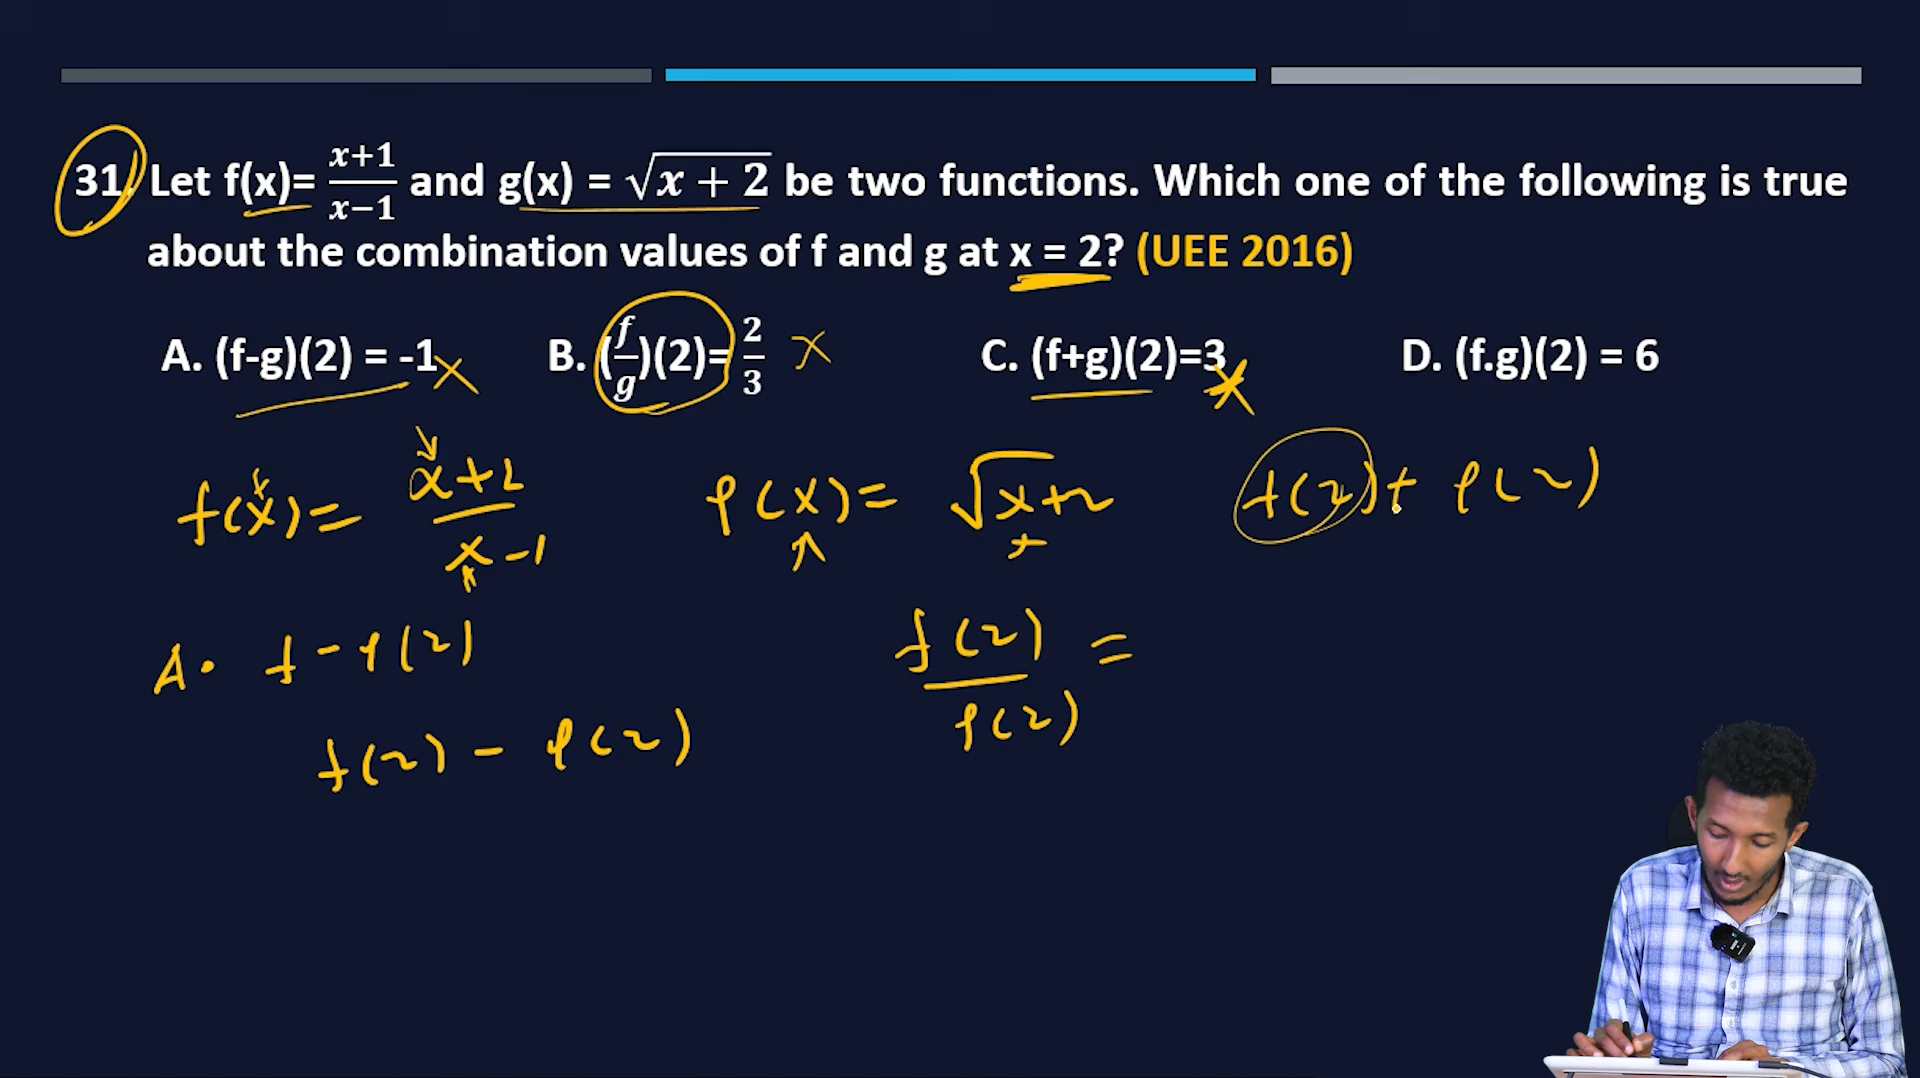 31. Let f(x)= x+1/x−1 and g(x) = √x + 2 be two functions. Which one of the following is true
about the combination values of f and g at x = 2? (UEE 2016)
A. (f-g)(2) = -1 x B. (f/g)(2)= 2/3 x C. (f+g)(2)=3 x D. (f.g)(2) = 6
f(x) = x+2/x-1 g(x) = √x+2 f(2) + g(2)
A. f - g(2) f(2)/g(2) =
f(2) - g(2)